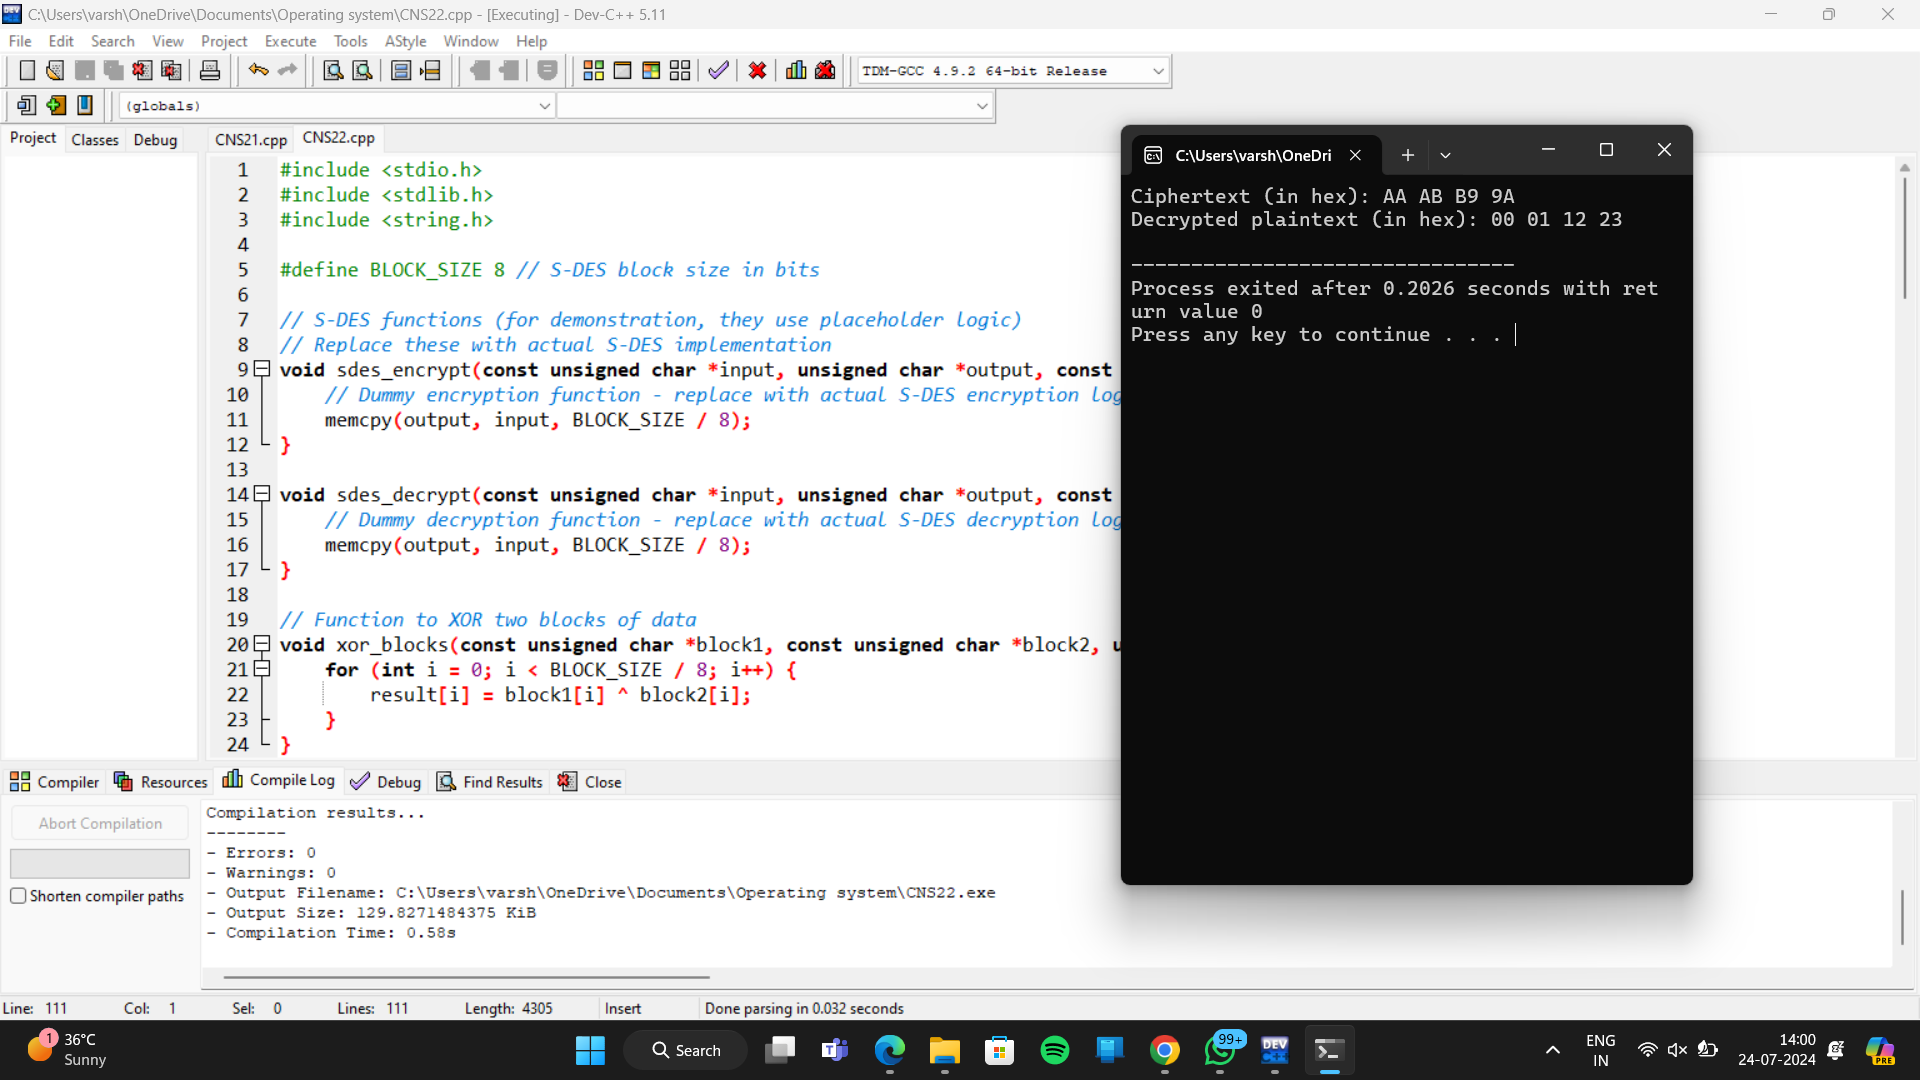 C:\Users\varsh\OneDrive\Documents\Operating system\CNS22.cpp - [Executing] - Dev-C++ 5.11
File Edit Search View Project Execute Tools AStyle Window Help
TDM-GCC 4.9.2 64-bit Release
(globals)
Project Classes Debug
CNS21.cpp CNS22.cpp
1 #include <stdio.h>
2 #include <stdlib.h>
3 #include <string.h>
4
5 #define BLOCK_SIZE 8 // S-DES block size in bits
6
7 // S-DES functions (for demonstration, they use placeholder logic)
8 // Replace these with actual S-DES implementation
9 void sdes_encrypt(const unsigned char *input, unsigned char *output, const
10 // Dummy encryption function - replace with actual S-DES encryption log
11 memcpy(output, input, BLOCK_SIZE / 8);
12 }
13
14 void sdes_decrypt(const unsigned char *input, unsigned char *output, const
15 // Dummy decryption function - replace with actual S-DES decryption log
16 memcpy(output, input, BLOCK_SIZE / 8);
17 }
18
19 // Function to XOR two blocks of data
20 void xor_blocks(const unsigned char *block1, const unsigned char *block2, u
21 for (int i = 0; i < BLOCK_SIZE / 8; i++) {
22 result[i] = block1[i] ^ block2[i];
23 }
24 }
C:\Users\varsh\OneDri
Ciphertext (in hex): AA AB B9 9A
Decrypted plaintext (in hex): 00 01 12 23
--------------------------------
Process exited after 0.2026 seconds with ret
urn value 0
Press any key to continue . . .
Compiler Resources Compile Log Debug Find Results Close
Abort Compilation
Shorten compiler paths
Compilation results...
--------
- Errors: 0
- Warnings: 0
- Output Filename: C:\Users\varsh\OneDrive\Documents\Operating system\CNS22.exe
- Output Size: 129.8271484375 KiB
- Compilation Time: 0.58s
Line: 111 Col: 1 Sel: 0 Lines: 111 Length: 4305 Insert Done parsing in 0.032 seconds
1
36°C
Sunny
Search
99+
DEV
C++
ENG
IN
14:00
24-07-2024
PRE